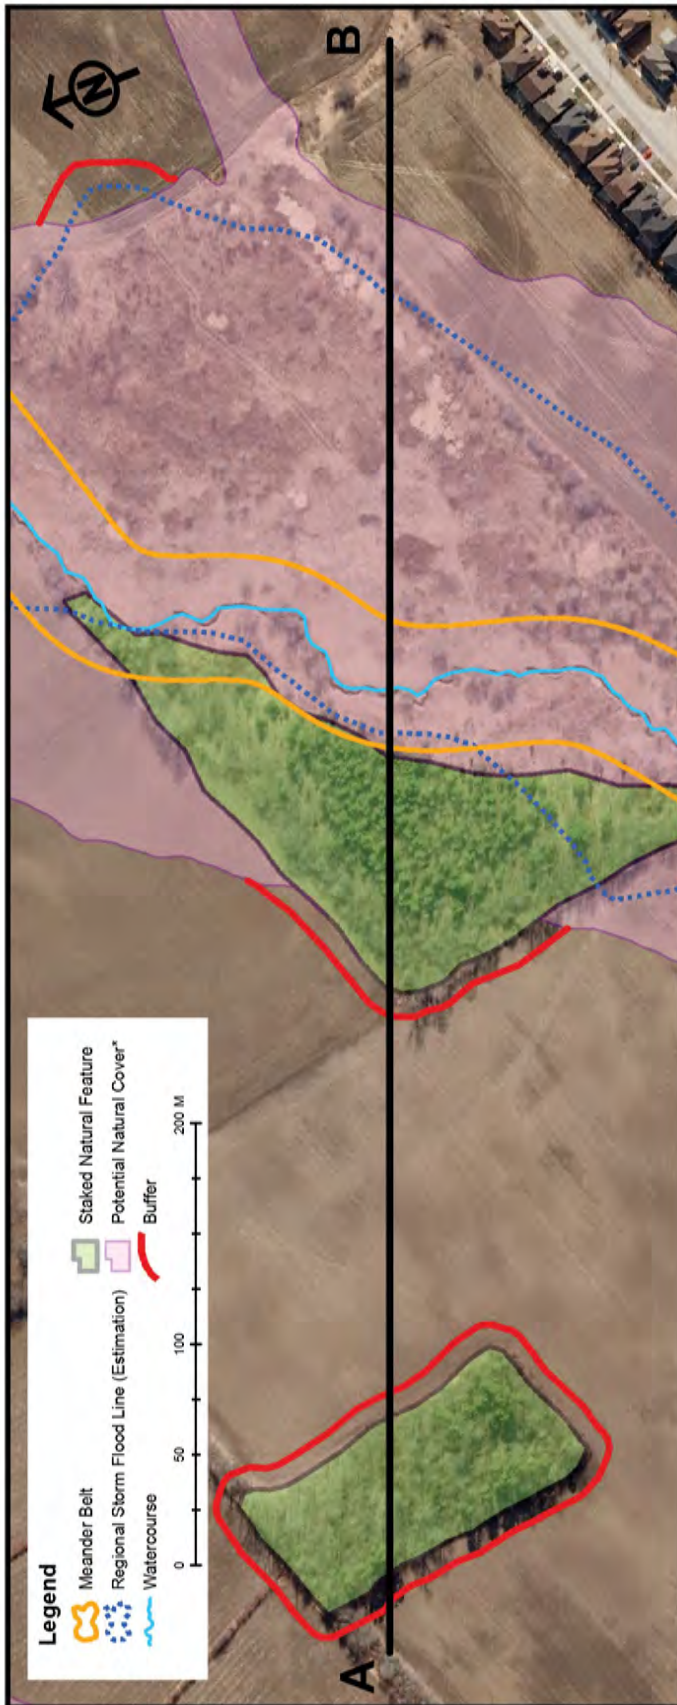 Legend
Meander Belt
Regional Storm Flood Line (Estimation)
Watercourse
Staked Natural Feature
Potential Natural Cover*
Buffer
0 50 100 200 M
A
B
N